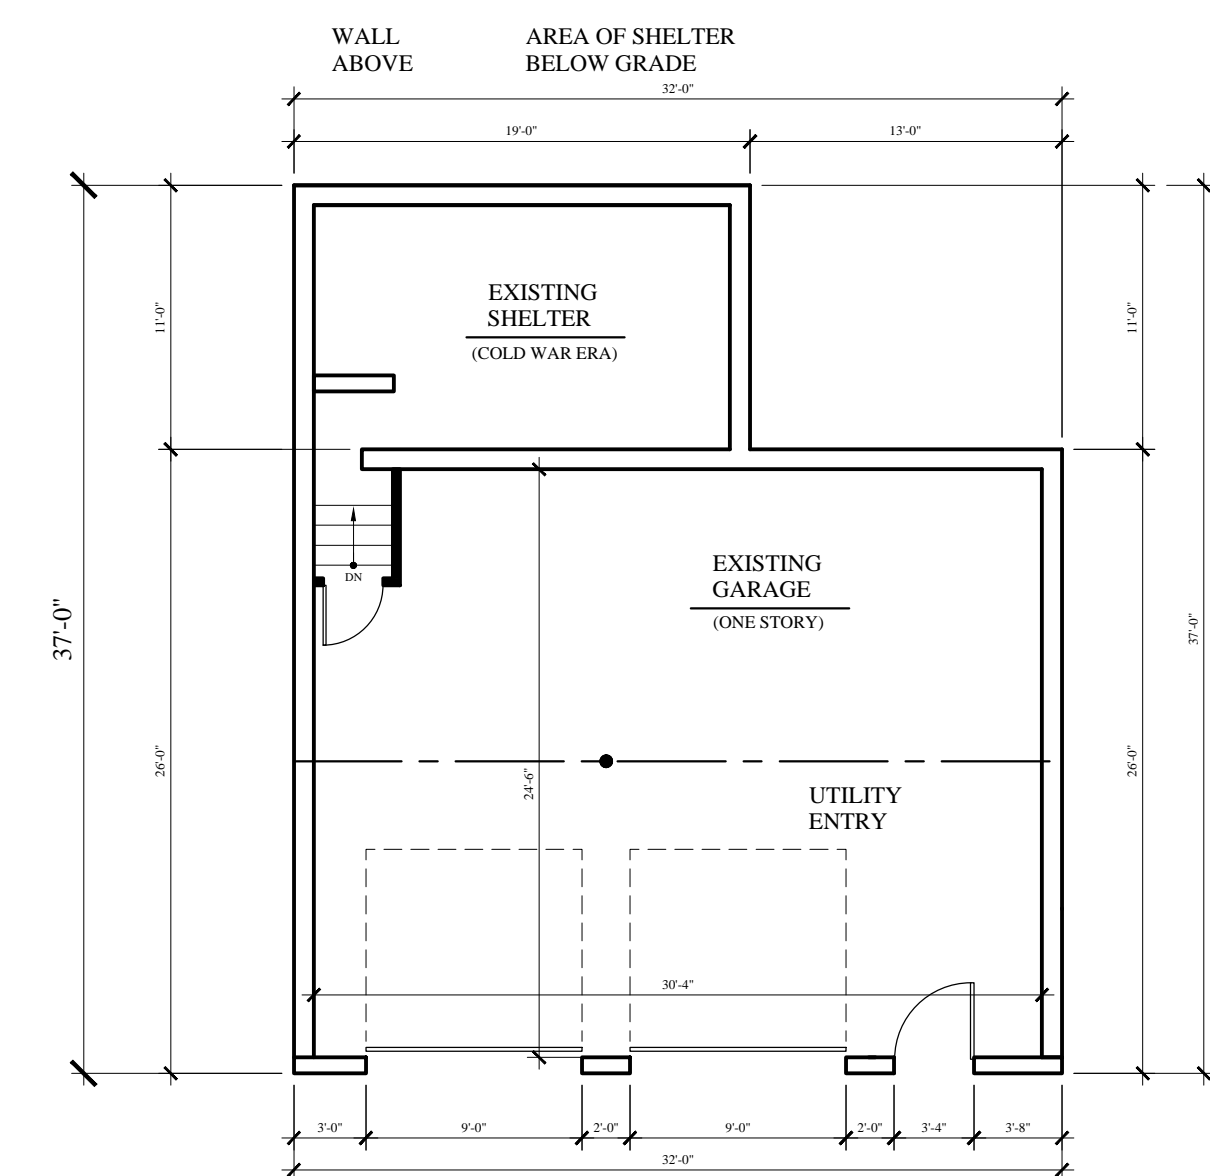 WALL
ABOVE
AREA OF SHELTER
BELOW GRADE
32'-0"
19'-0"
13'-0"
11'-0"
11'-0"
EXISTING
SHELTER
(COLD WAR ERA)
DN
EXISTING
GARAGE
(ONE STORY)
37'-0"
37'-0"
26'-0"
24'-6"
26'-0"
UTILITY
ENTRY
30'-4"
3'-0"
9'-0"
2'-0"
9'-0"
2'-0"
3'-4"
3'-8"
32'-0"